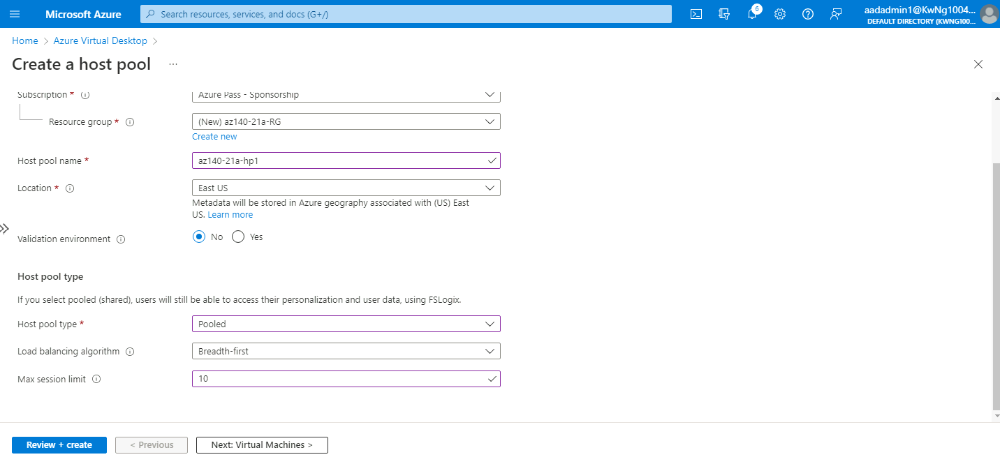 Microsoft Azure
Search resources, services, and docs (G+/)
6
aadadmin1@KwNg1004...
DEFAULT DIRECTORY (KWNG100...
Home > Azure Virtual Desktop >
Create a host pool ...
Subscription * Azure Pass - Sponsorship
Resource group * (New) az140-21a-RG
Create new
Host pool name * az140-21a-hp1
Location * East US
Metadata will be stored in Azure geography associated with (US) East
US. Learn more
Validation environment No Yes
Host pool type
If you select pooled (shared), users will still be able to access their personalization and user data, using FSLogix.
Host pool type * Pooled
Load balancing algorithm Breadth-first
Max session limit 10
Review + create < Previous Next: Virtual Machines >